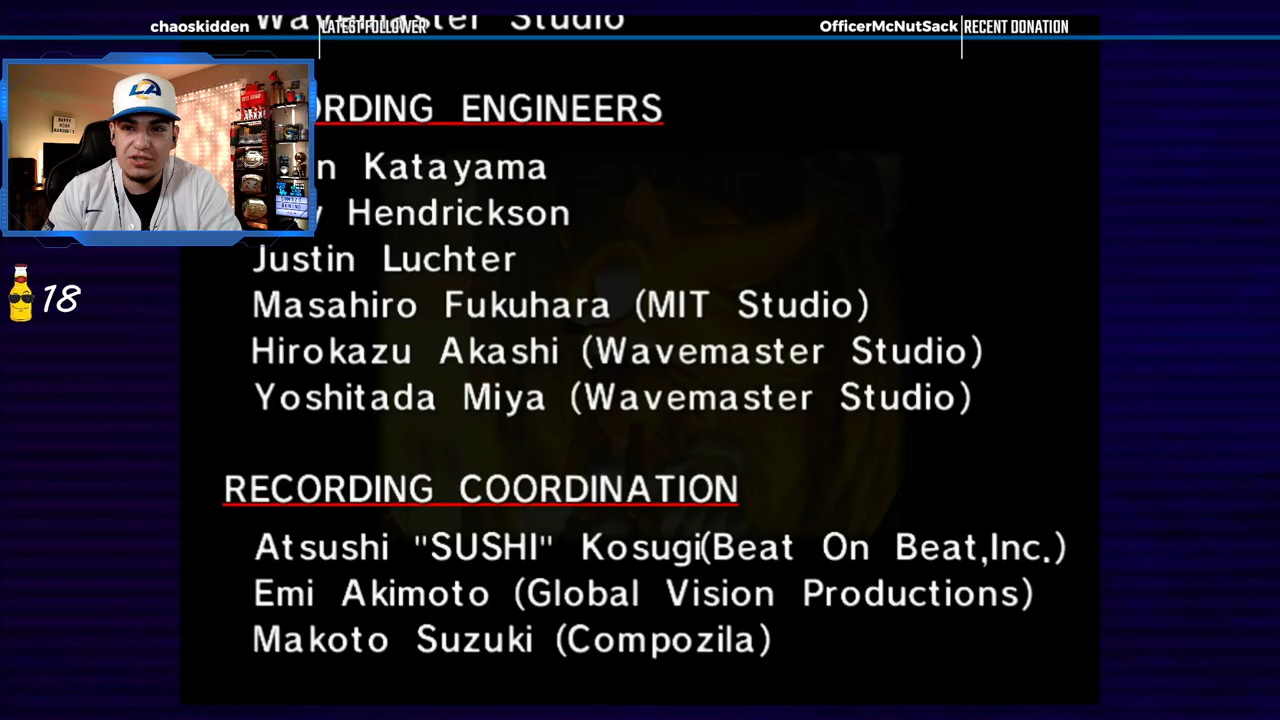 Wavemaster Studio
chaoskidden
LATEST FOLLOWER
OfficerMcNutSack
RECENT DONATION
ENGINEERS
Katayama
Hendrickson
Justin Luchter
Masahiro Fukuhara (MIT Studio)
Hirokazu Akashi (Wavemaster Studio)
Yoshitada Miya (Wavemaster Studio)
LA
18
RECORDING COORDINATION
Atsushi "SUSHI" Kosugi(Beat On Beat,Inc.)
Emi Akimoto (Global Vision Productions)
Makoto Suzuki (Compozila)